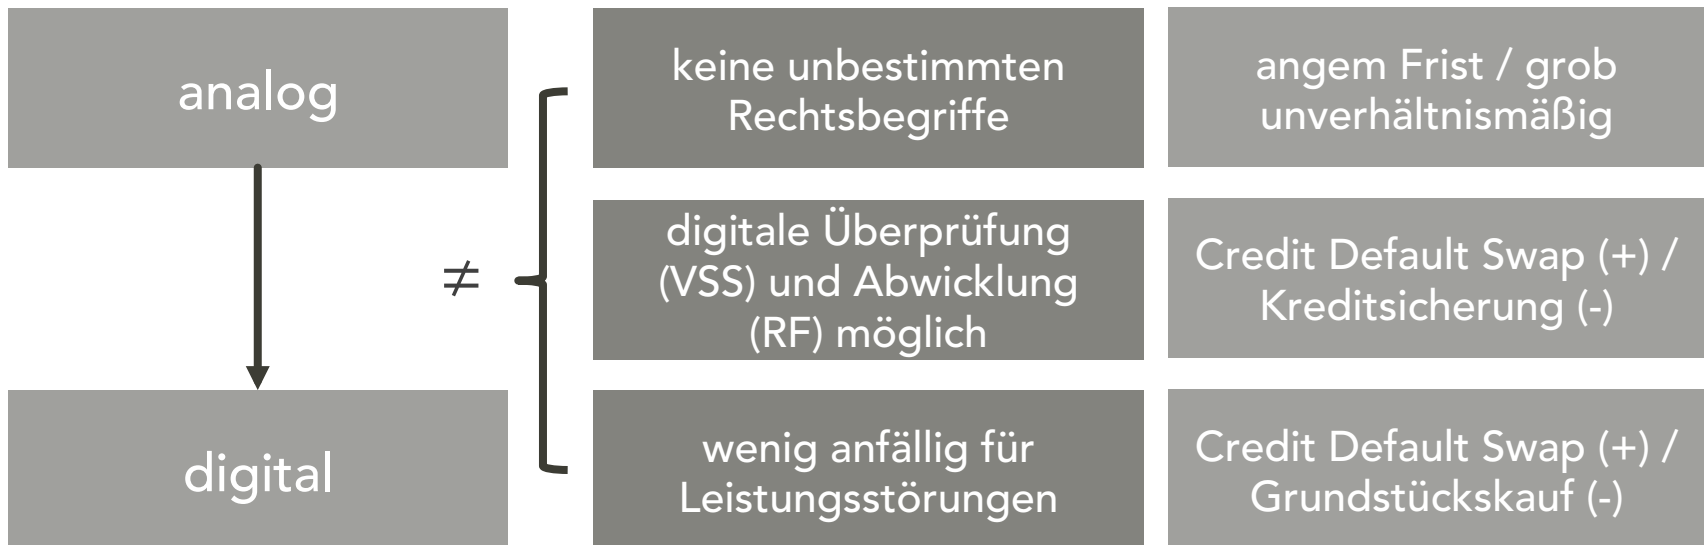 analog
≠
digital
keine unbestimmten
Rechtsbegriffe
angem Frist / grob
unverhältnismäßig
digitale Überprüfung
(VSS) und Abwicklung
(RF) möglich
Credit Default Swap (+) /
Kreditsicherung (-)
wenig anfällig für
Leistungsstörungen
Credit Default Swap (+) /
Grundstückskauf (-)